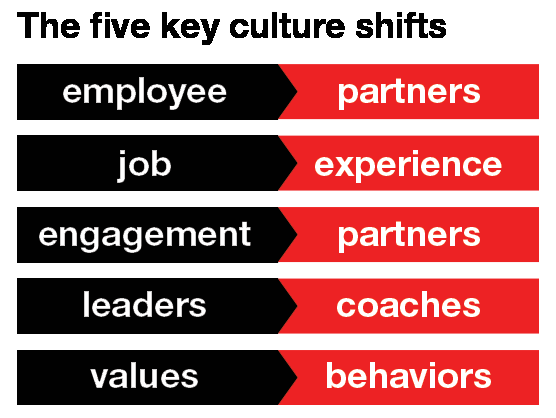 The five key culture shifts
employee partners
job experience
engagement partners
leaders coaches
values behaviors